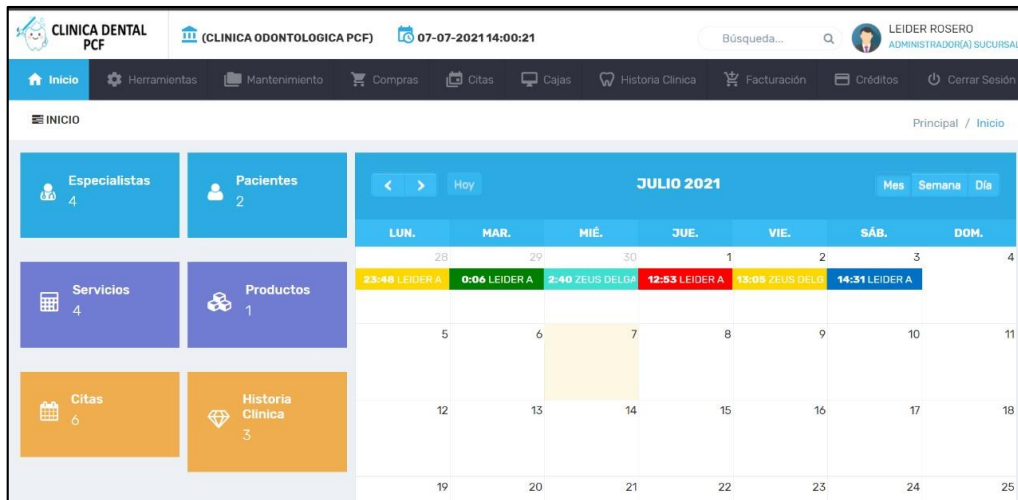 CLINICA DENTAL
PCF
(CLINICA ODONTOLOGICA PCF)
07-07-2021 14:00:21
Búsqueda...
LEIDER ROSERO
ADMINISTRADOR(A) SUCURSAL
Inicio Herramientas Mantenimiento Compras Citas Cajas Historia Clinica Facturación Créditos Cerrar Sesión
INICIO
Principal / Inicio
Especialistas
4
Pacientes
2
Servicios
4
Productos
1
Citas
6
Historia
Clinica
3
Hoy
JULIO 2021
Mes Semana Día
LUN. MAR. MIÉ. JUE. VIE. SÁB. DOM.
28 29 30 1 2 3 4
23:48 LEIDER A 0:06 LEIDER A 2:40 ZEUS DELGA 12:53 LEIDER A 13:05 ZEUS DELG 14:31 LEIDER A
5 6 7 8 9 10 11
12 13 14 15 16 17 18
19 20 21 22 23 24 25